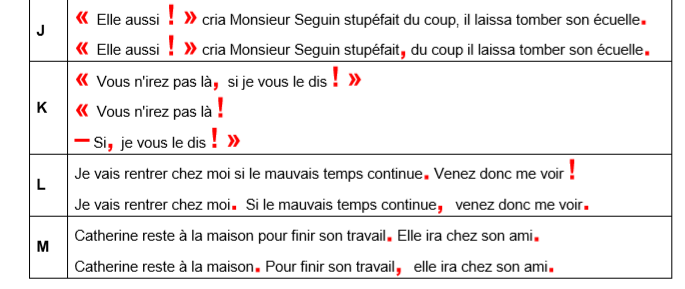 J
« Elle aussi ! » cria Monsieur Seguin stupéfait du coup, il laissa tomber son écuelle.
« Elle aussi ! » cria Monsieur Seguin stupéfait, du coup il laissa tomber son écuelle.
K
« Vous n'irez pas là, si je vous le dis ! »
« Vous n'irez pas là !
– Si, je vous le dis ! »
L
Je vais rentrer chez moi si le mauvais temps continue. Venez donc me voir !
Je vais rentrer chez moi. Si le mauvais temps continue, venez donc me voir.
M
Catherine reste à la maison pour finir son travail. Elle ira chez son ami.
Catherine reste à la maison. Pour finir son travail, elle ira chez son ami.